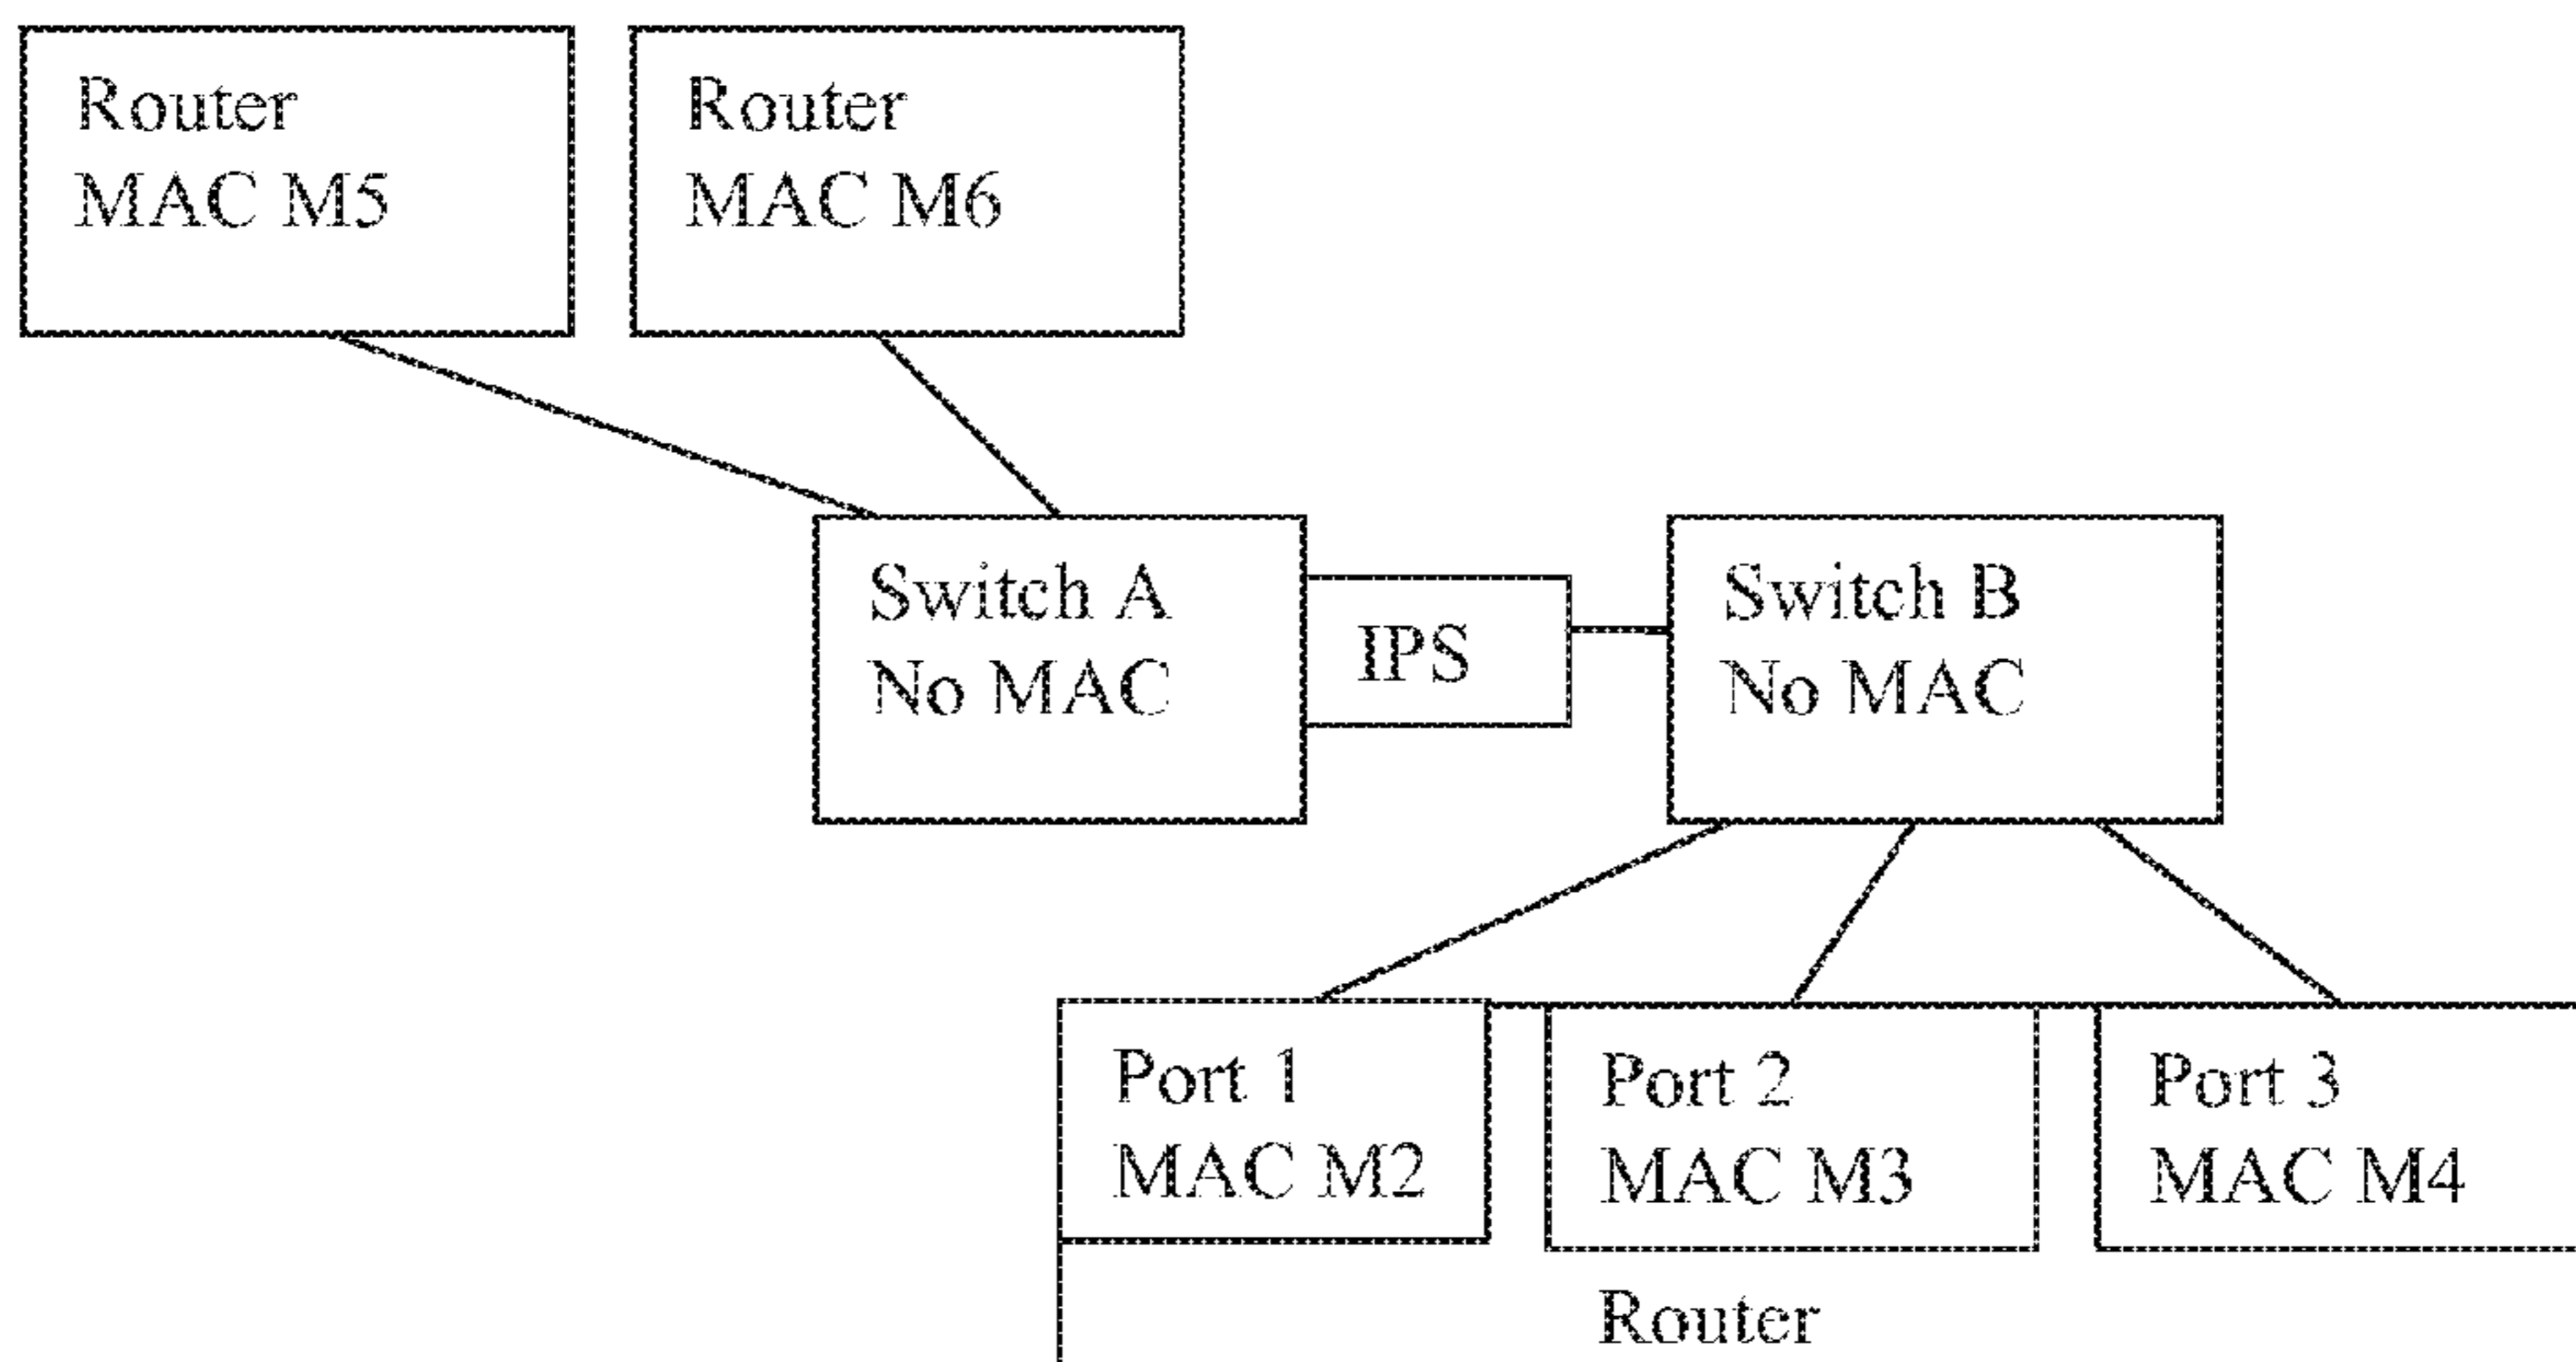 Router
MAC M5
Router
MAC M6
Switch A
No MAC
IPS
Switch B
No MAC
Port 1
MAC M2
Port 2
MAC M3
Port 3
MAC M4
Router